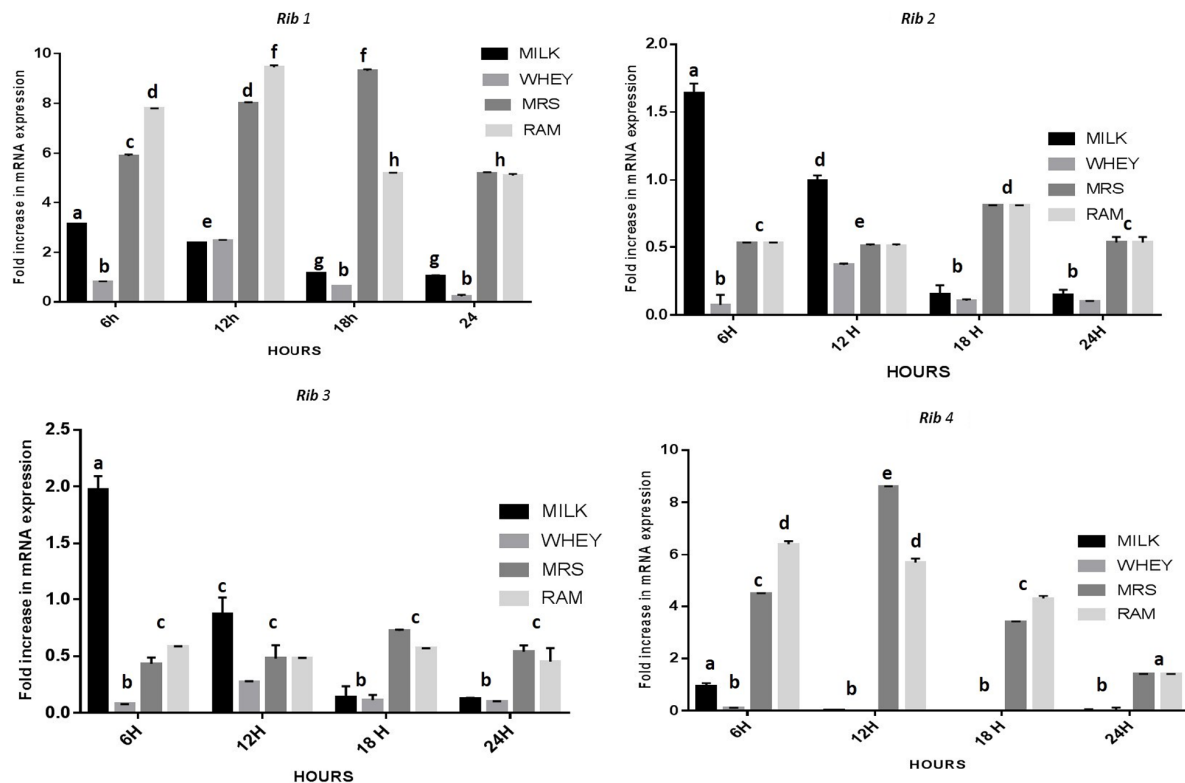 Rib 1
Fold increase in mRNA expression
10
8
6
4
2
0
a
b
c
d
e
d
f
g
b
f
h
g
b
h
MILK
WHEY
MRS
RAM
6h
12h
18h
24
HOURS
Rib 2
Fold increase in mRNA expression
2.0
1.5
1.0
0.5
0.0
a
b
c
d
e
b
d
b
c
MILK
WHEY
MRS
RAM
6H
12 H
18 H
24H
HOURS
Rib 3
Fold increase in mRNA expression
2.5
2.0
1.5
1.0
0.5
0.0
a
b
c
c
c
b
c
b
c
MILK
WHEY
MRS
RAM
6H
12H
18 H
24H
HOURS
Rib 4
Fold increase in mRNA expression
10
8
6
4
2
0
a
b
c
d
b
e
d
b
c
b
a
MILK
WHEY
MRS
RAM
6H
12H
18 H
24H
HOURS